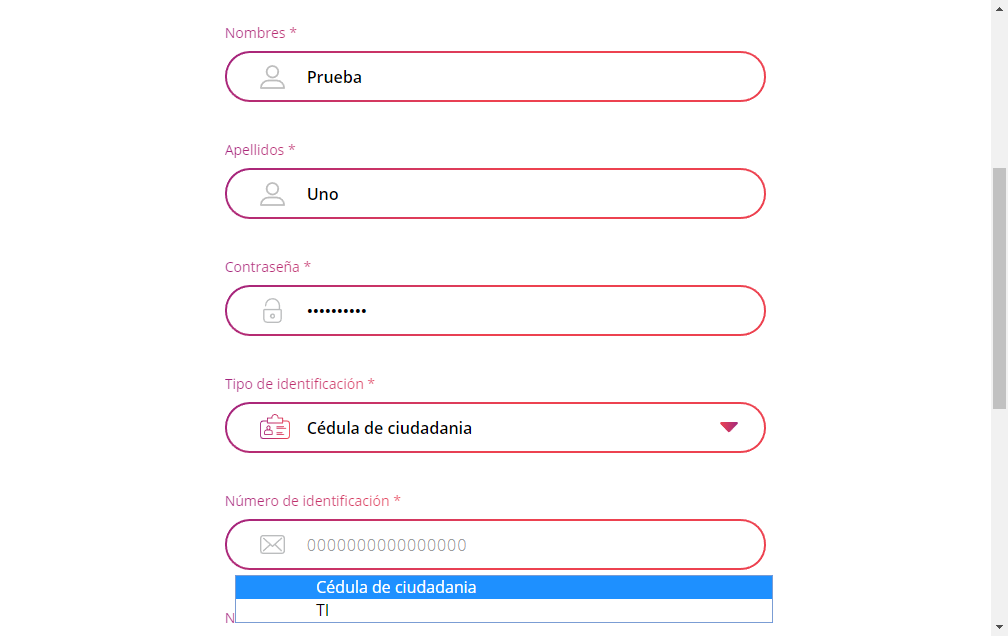 Nombres *
Prueba
Apellidos *
Uno
Contraseña *
••••••••••
Tipo de identificación *
Cédula de ciudadania
Número de identificación *
0000000000000000
Cédula de ciudadania
TI